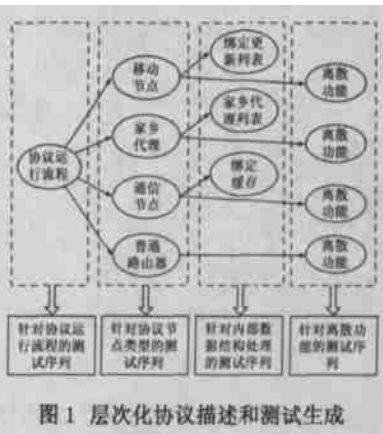 绑定更
新列表
移动
节点
离散
功能
家乡代
理列表
家乡
代理
离散
功能
协议运
行流程
绑定
缓存
通信
节点
离散
功能
普通
路由器
离散
功能
针对协议运
行流程的测
试序列
针对协议节
点类型的测
试序列
针对内部数
据结构处理
的测试序列
针对离散功
能的测试序
列
图1 层次化协议描述和测试生成